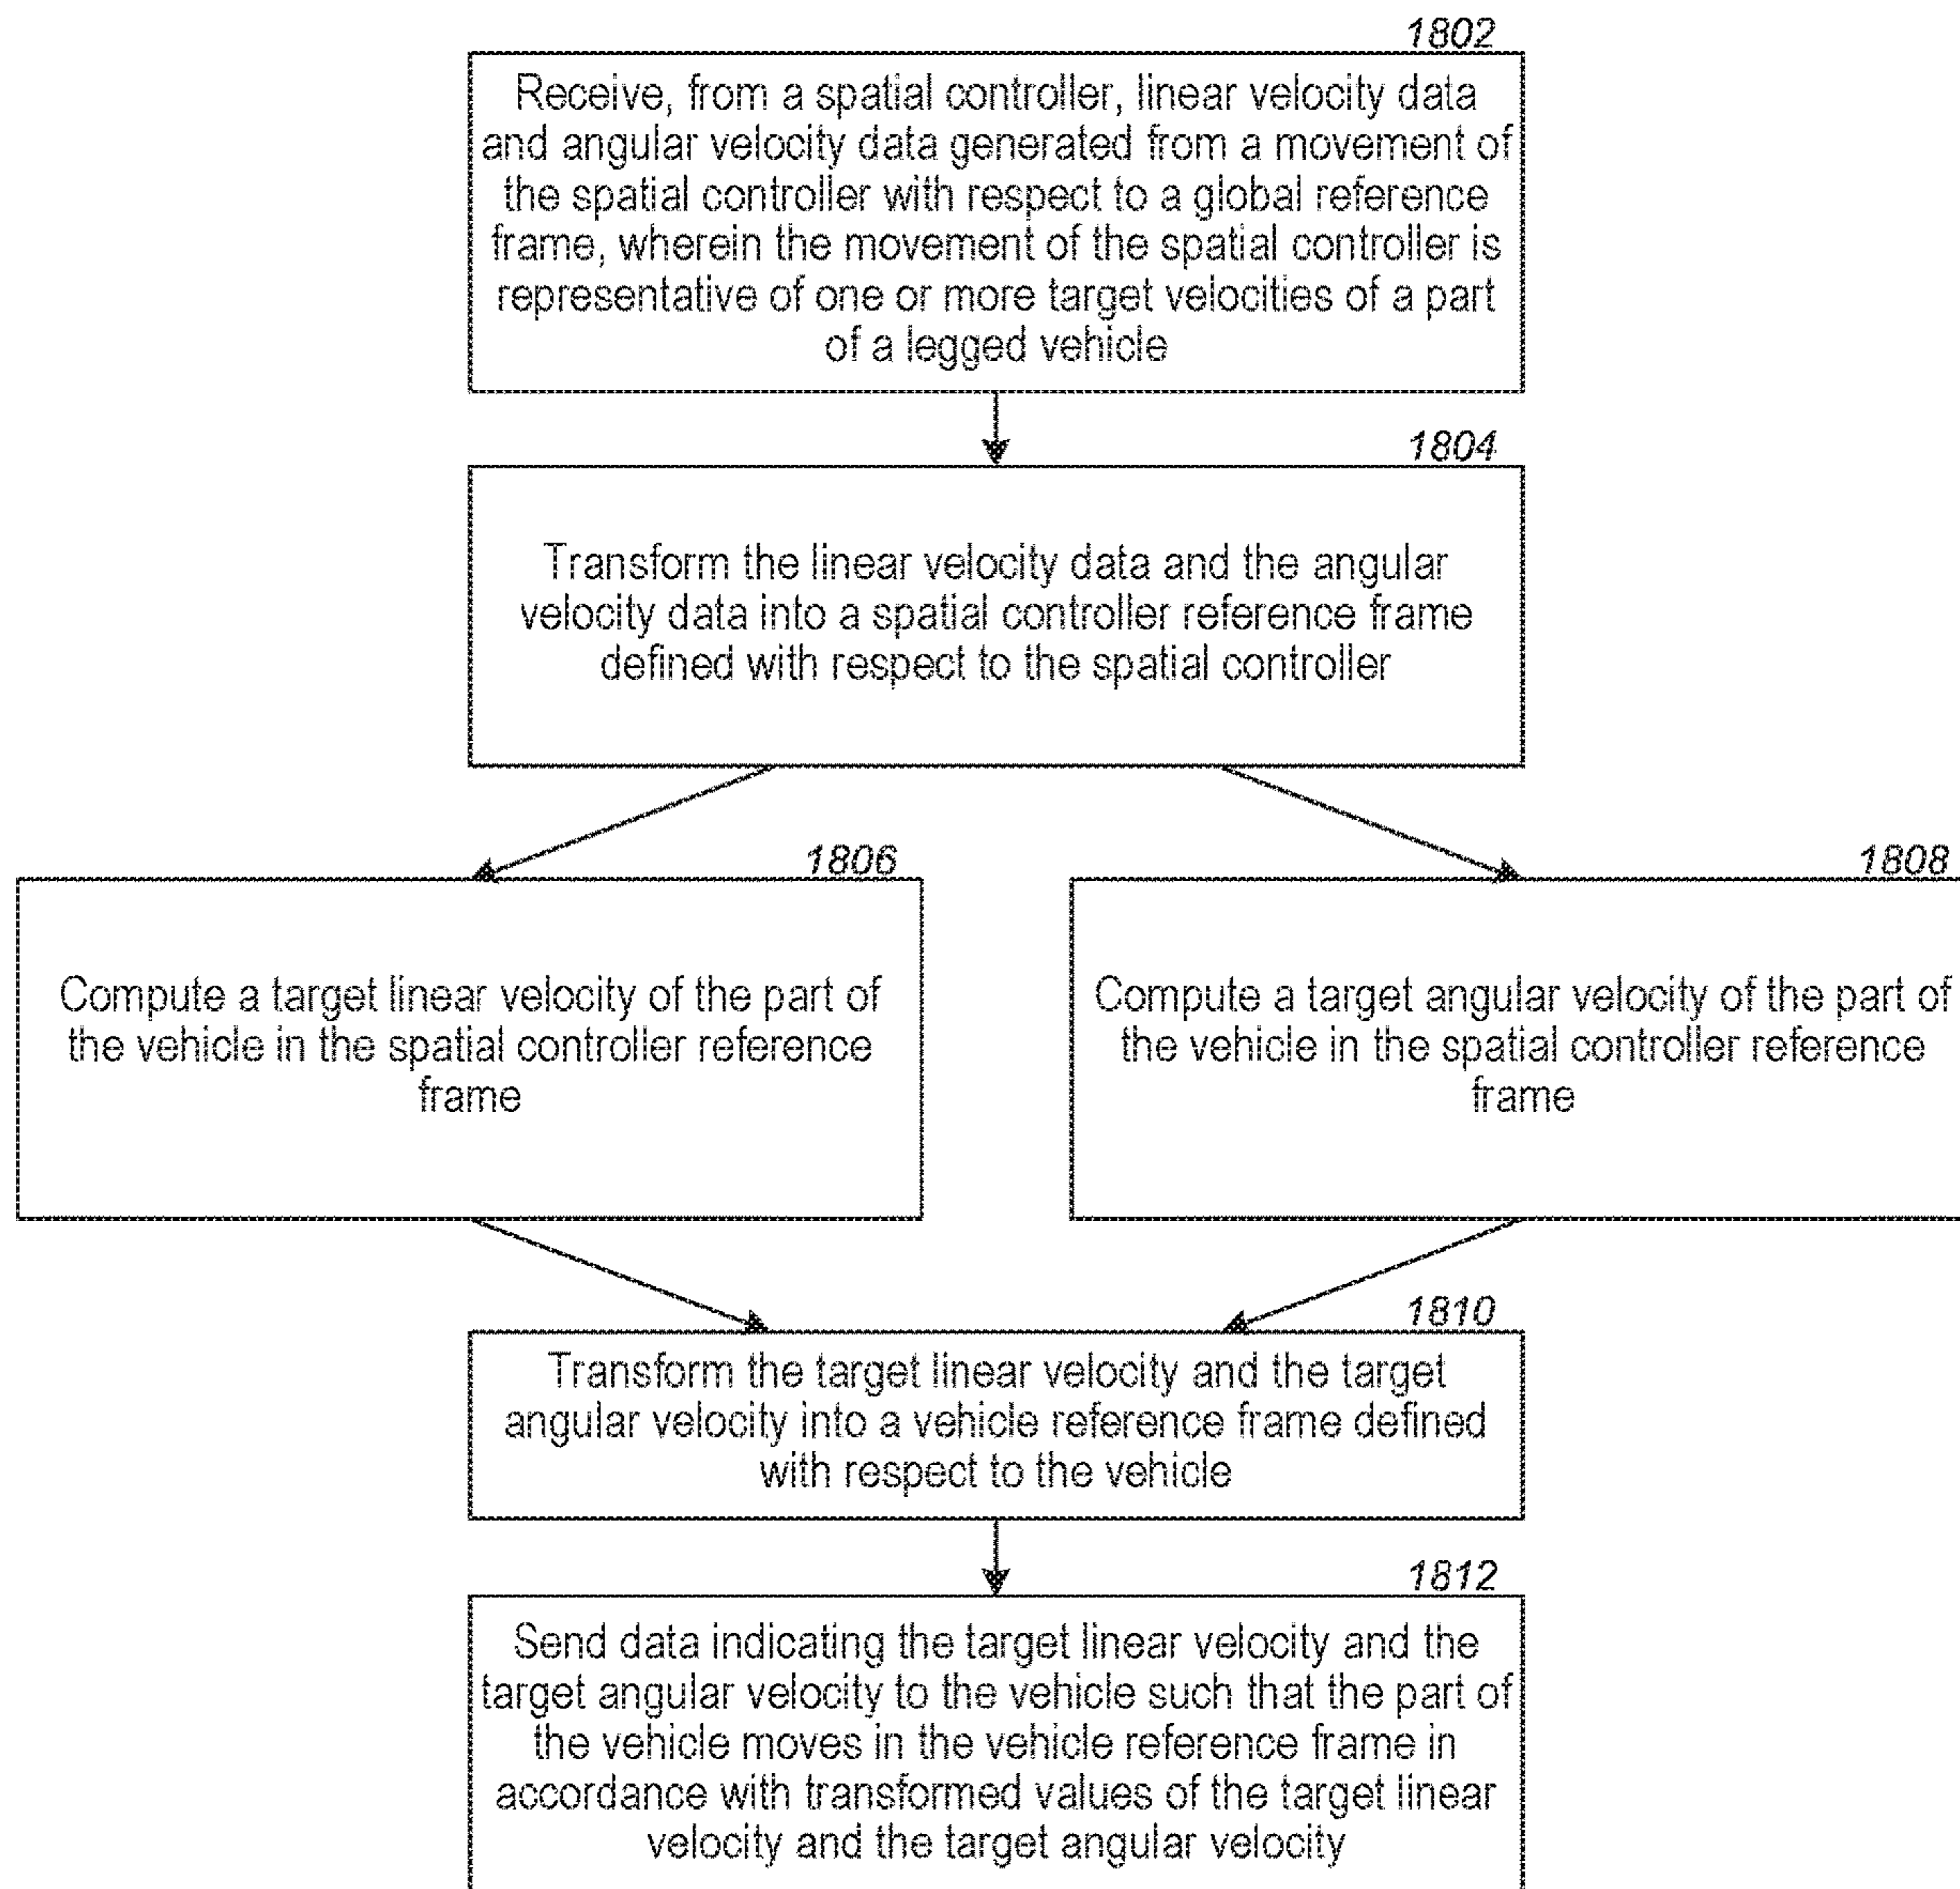 1802
Receive, from a spatial controller, linear velocity data
and angular velocity data generated from a movement of
the spatial controller with respect to a global reference
frame, wherein the movement of the spatial controller is
representative of one or more target velocities of a part
of a legged vehicle
1804
Transform the linear velocity data and the angular
velocity data into a spatial controller reference frame
defined with respect to the spatial controller
1806
Compute a target linear velocity of the part of
the vehicle in the spatial controller reference
frame
1808
Compute a target angular velocity of the part of
the vehicle in the spatial controller reference
frame
1810
Transform the target linear velocity and the target
angular velocity into a vehicle reference frame defined
with respect to the vehicle
1812
Send data indicating the target linear velocity and the
target angular velocity to the vehicle such that the part of
the vehicle moves in the vehicle reference frame in
accordance with transformed values of the target linear
velocity and the target angular velocity